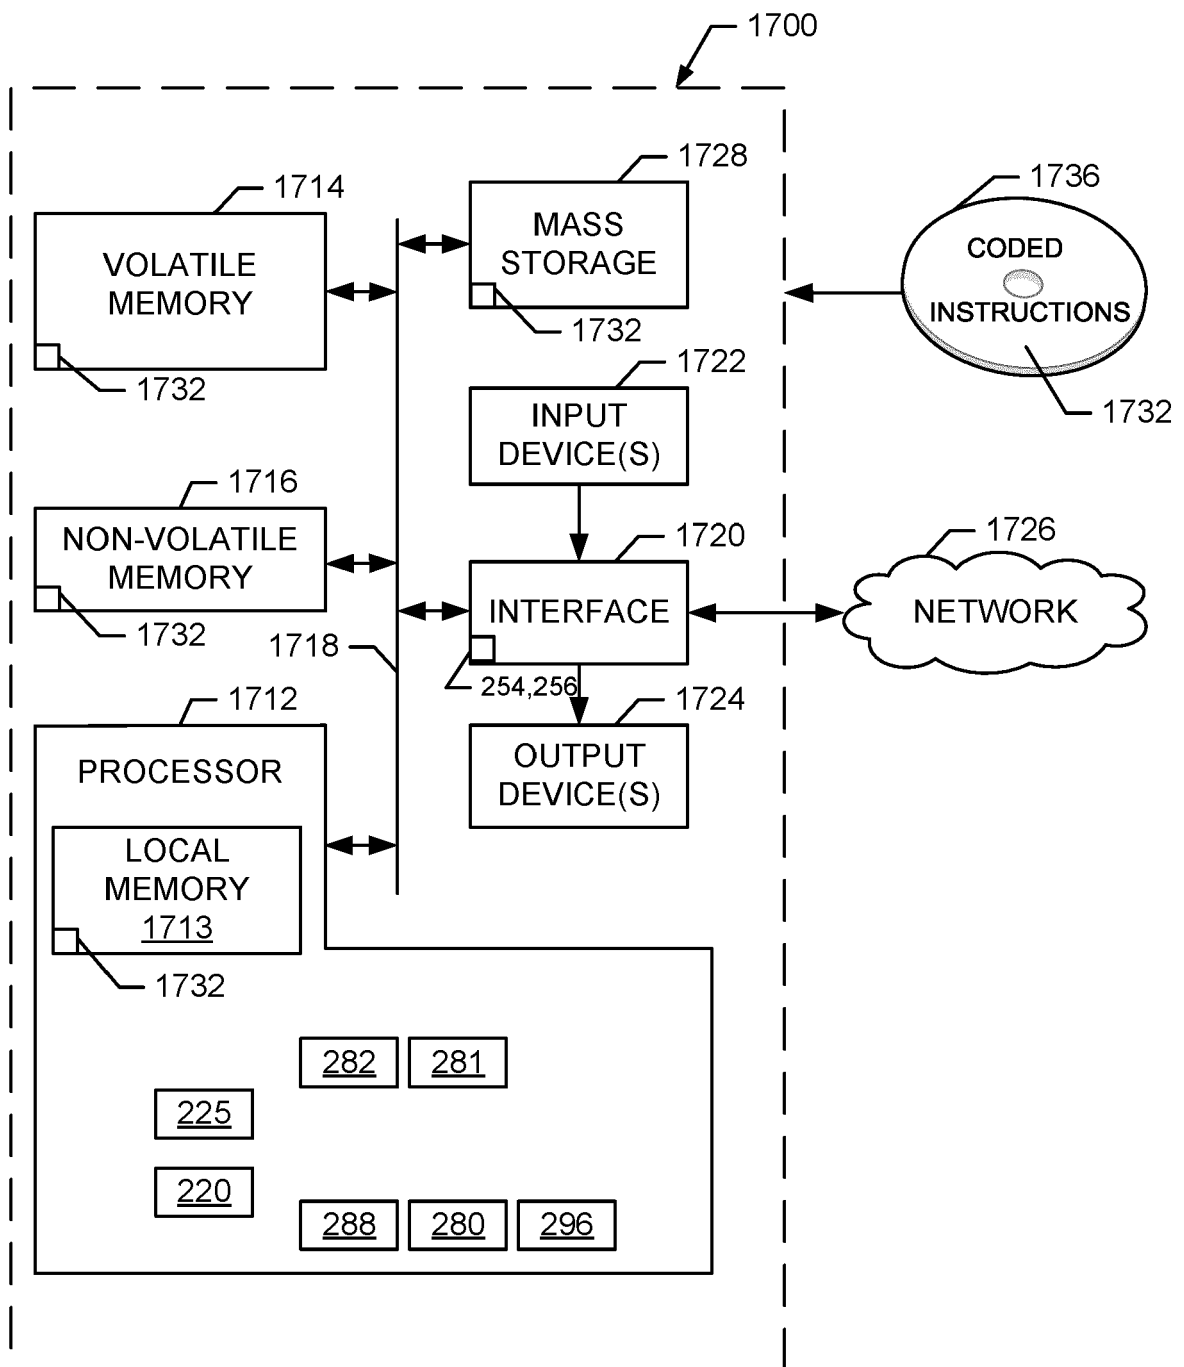 1700
1714
VOLATILE
MEMORY
1732
1728
MASS
STORAGE
1732
1736
CODED
INSTRUCTIONS
1732
1722
INPUT
DEVICE(S)
1716
NON-VOLATILE
MEMORY
1732
1720
INTERFACE
254,256
1726
NETWORK
1718
1724
OUTPUT
DEVICE(S)
1712
PROCESSOR
LOCAL
MEMORY
1713
1732
282
281
225
220
288
280
296